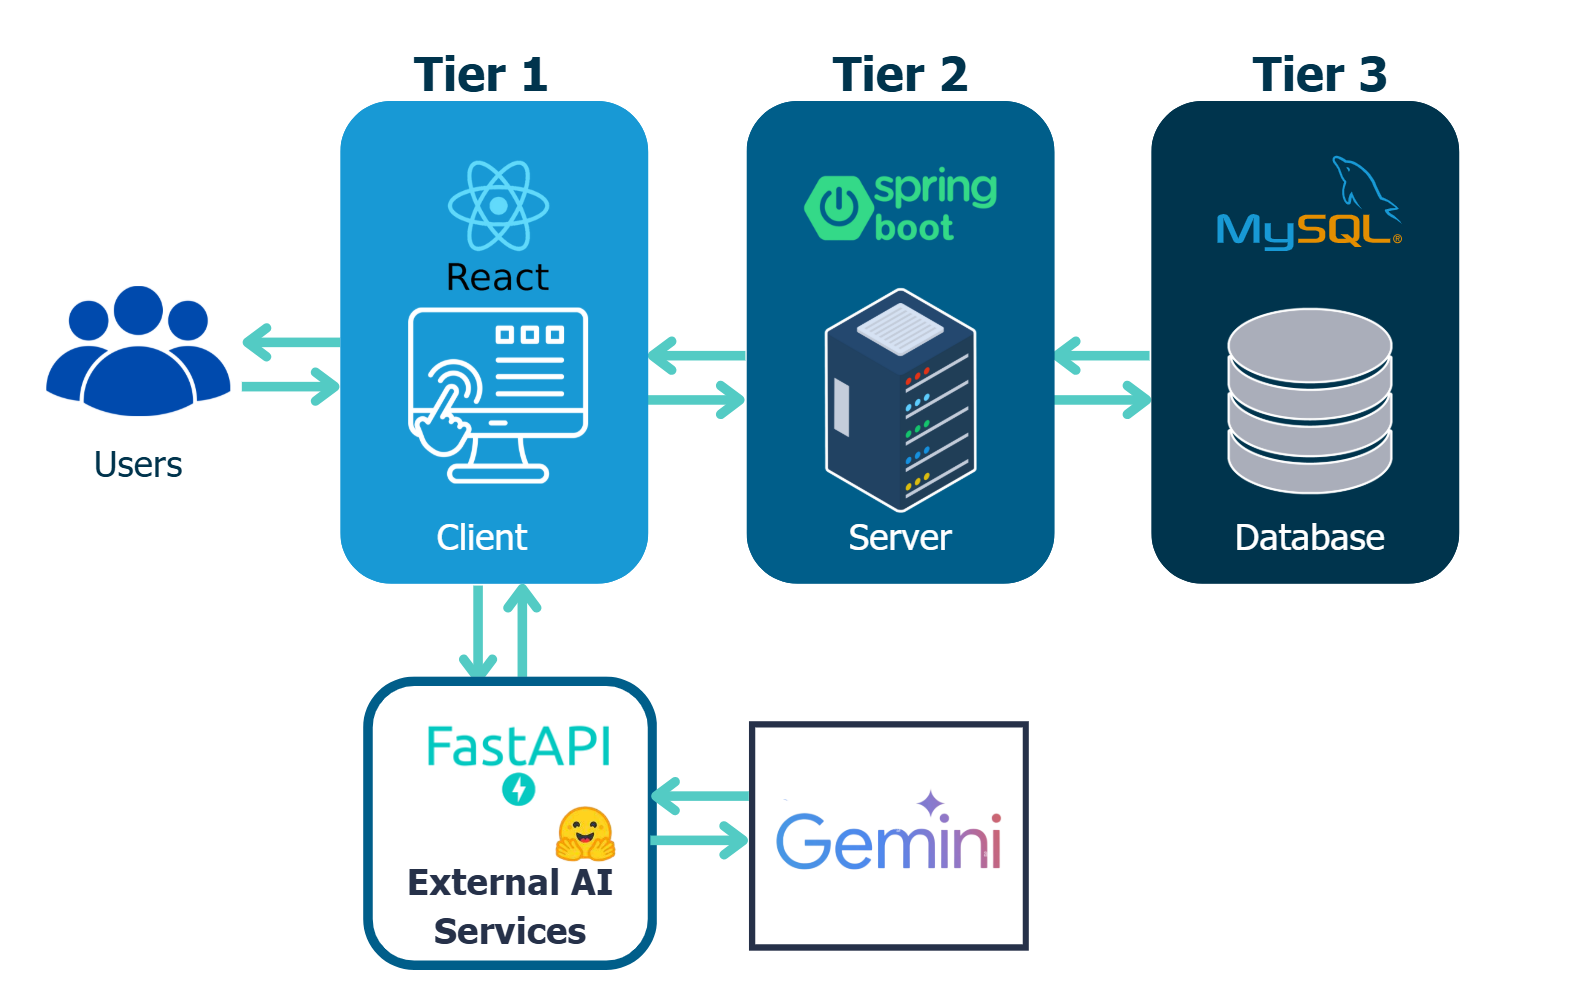 Tier 1
Tier 2
Tier 3
React
spring
boot
MySQL®
Users
Client
Server
Database
FastAPI
External AI
Services
Gemini